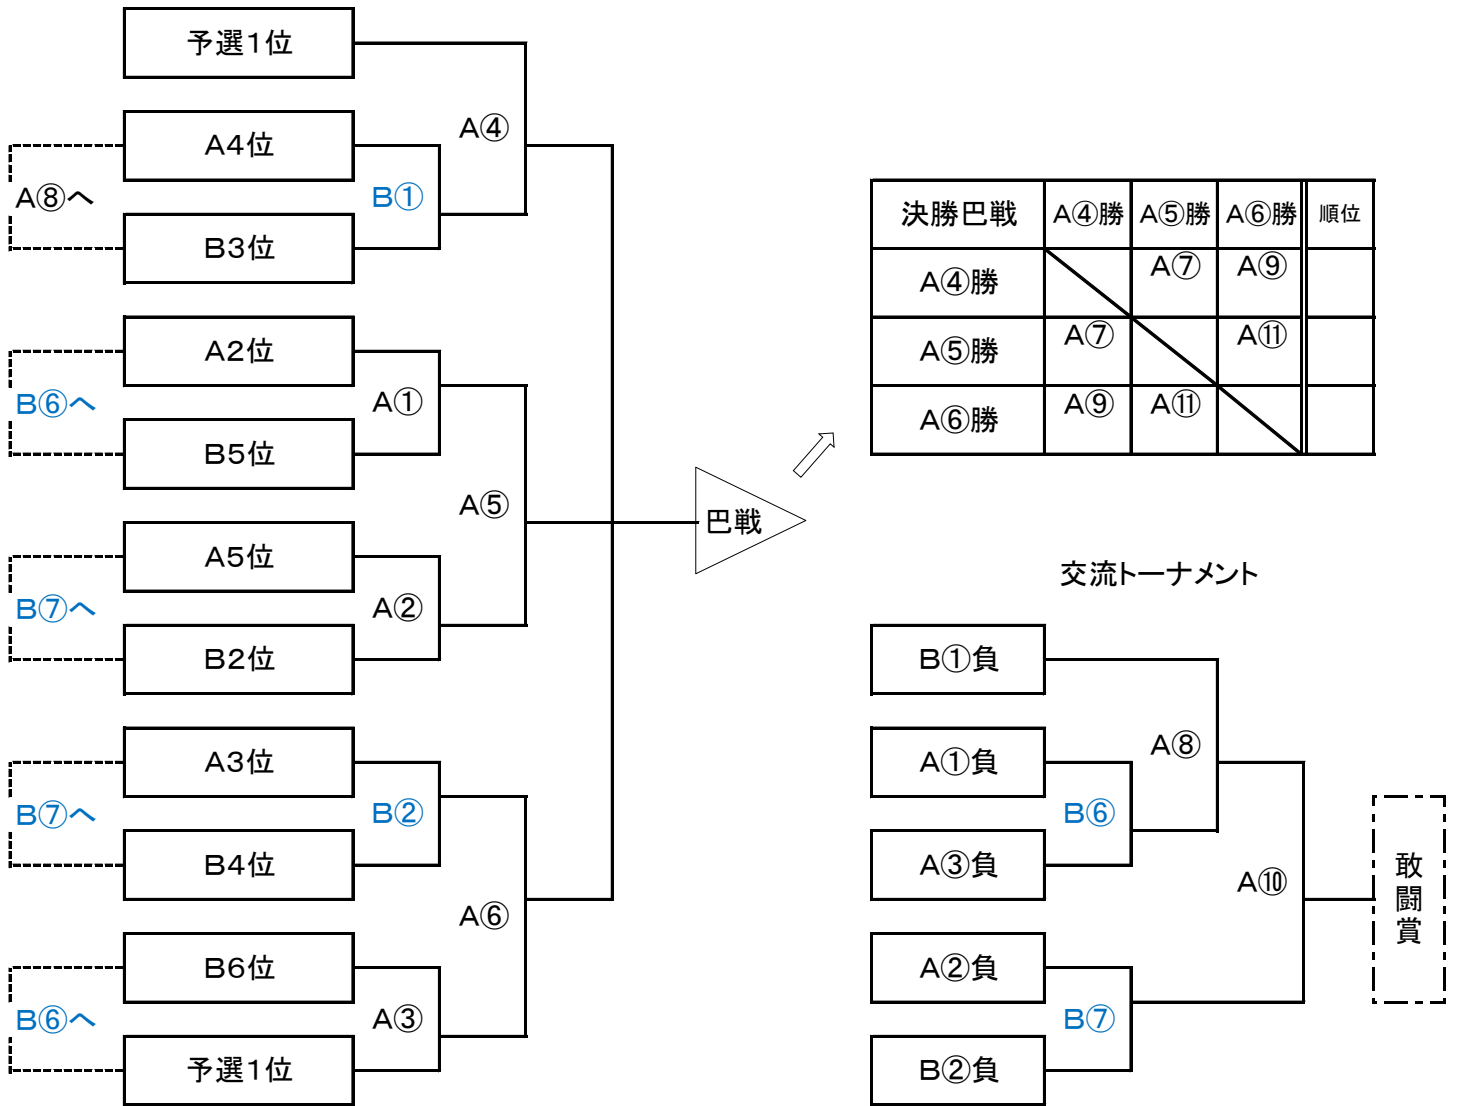 予選1位
A4位
B3位
A⑧へ
B①
A④
A2位
B5位
B⑥へ
A①
A5位
B2位
B⑦へ
A②
A⑤
A3位
B4位
B⑦へ
B②
B6位
予選1位
B⑥へ
A③
A⑥
巴戦
決勝巴戦 A④勝 A⑤勝 A⑥勝 順位
A④勝 A⑦ A⑨
A⑤勝 A⑦ A⑪
A⑥勝 A⑨ A⑪
交流トーナメント
B①負
A①負
A③負
A②負
B②負
A⑧
B⑥
B⑦
A⑩
敢闘賞